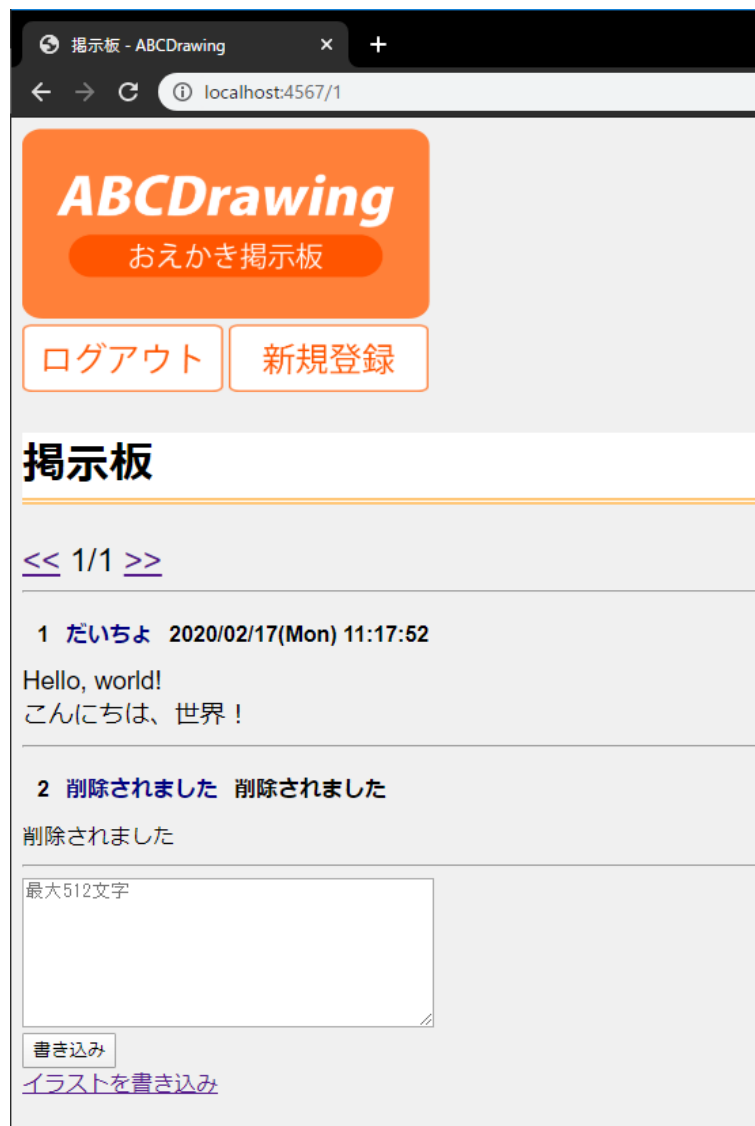 掲示板 - ABCDrawing
localhost:4567/1
ABCDrawing
おえかき掲示板
ログアウト 新規登録
掲示板
<< 1/1 >>
1 だいちょ 2020/02/17(Mon) 11:17:52
Hello, world!
こんにちは、世界！
2 削除されました 削除されました
削除されました
最大512文字
書き込み
イラストを書き込み